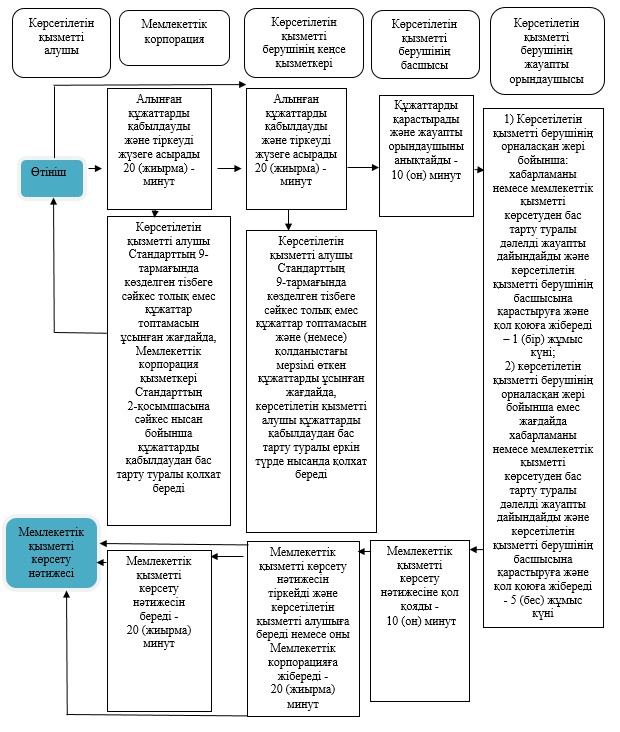 Көрсетілетін
қызметті
алушы
Мемлекеттік
корпорация
Көрсетілетін
қызметті
берушінің кеңсе
қызметкері
Көрсетілетін
қызметті
берушінің
басшысы
Көрсетілетін
қызметті
берушінің
жауапты
орындаушысы
Өтініш
Алынған
құжаттарды
қабылдауды
және тіркеуді
жүзеге асырады
20 (жиырма) -
минут
Алынған
құжаттарды
қабылдауды
және тіркеуді
жүзеге асырады
20 (жиырма) -
минут
Құжаттарды
қарастырады
және жауапты
орындаушыны
анықтайды -
10 (он) минут
1) Көрсетілетін
қызметті берушінің
орналасқан жері
бойынша:
хабарламаны
немесе мемлекеттік
қызметті
көрсетуден бас
тарту туралы
дәлелді жауапты
дайындайды және
көрсетілетін
қызметті берушінің
басшысына
қарастыруға және
қол қоюға жібереді
– 1 (бір) жұмыс
күні;
2) көрсетілетін
қызметті берушінің
орналасқан жері
бойынша емес
жағдайда
хабарламаны
немесе мемлекеттік
қызметті
көрсетуден бас
тарту туралы
дәлелді жауапты
дайындайды және
көрсетілетін
қызметті берушінің
басшысына
қарастыруға және
қол қоюға жібереді
- 5 (бес) жұмыс
күні
Көрсетілетін
қызметті алушы
Стандарттың 9-
тармағында
көзделген тізбеге
сәйкес толық емес
құжаттар
топтамасын
ұсынған жағдайда,
Мемлекеттік
корпорация
қызметкері
Стандарттың
2-қосымшасына
сәйкес нысан
бойынша
құжаттарды
қабылдаудан бас
тарту туралы қолхат
береді
Көрсетілетін
қызметті алушы
Стандарттың
9-тармағында
көзделген тізбеге
сәйкес толық емес
құжаттар топтамасын
және (немесе)
қолданыстағы
мерзімі өткен
құжаттарды ұсынған
жағдайда,
көрсетілетін қызметті
алушы құжаттарды
қабылдаудан бас
тарту туралы еркін
түрде нысанда қолхат
береді
Мемлекеттік
қызметті
көрсету
нәтижесі
Мемлекеттік
қызметті
көрсету
нәтижесін
береді -
20 (жиырма)
минут
Мемлекеттік
қызметті көрсету
нәтижесін
тіркейді және
көрсетілетін
қызметті алушыға
береді немесе оны
Мемлекеттік
корпорацияға
жібереді -
20 (жиырма)
минут
Мемлекеттік
қызметті
көрсету
нәтижесіне қол
қояды -
10 (он) минут